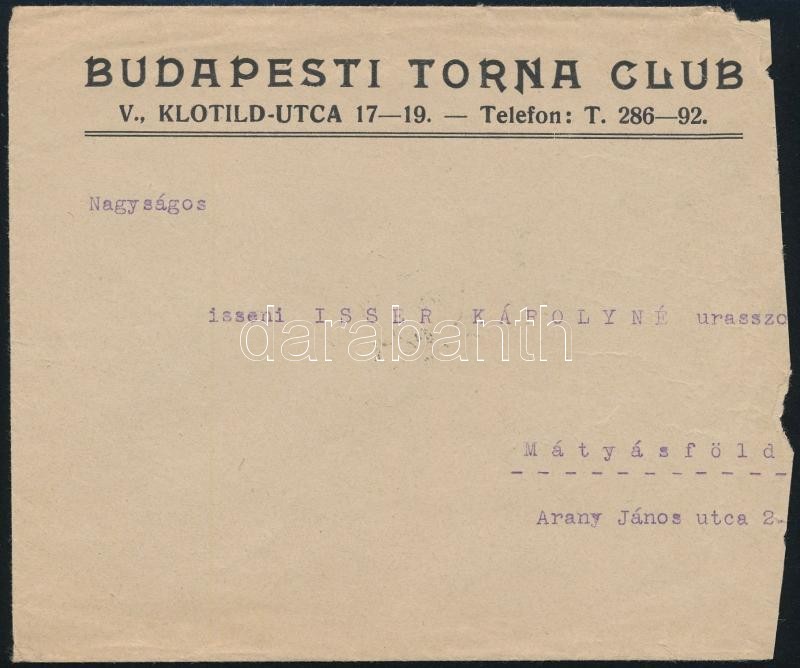 BUDAPESTI TORNA CLUB
V., KLOTILD-UTCA 17—19. — Telefon: T. 286—92.
Nagyságos
isseni ISSER KÁROLYNÉ urasszo
darabanth
Mátyásföld
Arany János utca 2.